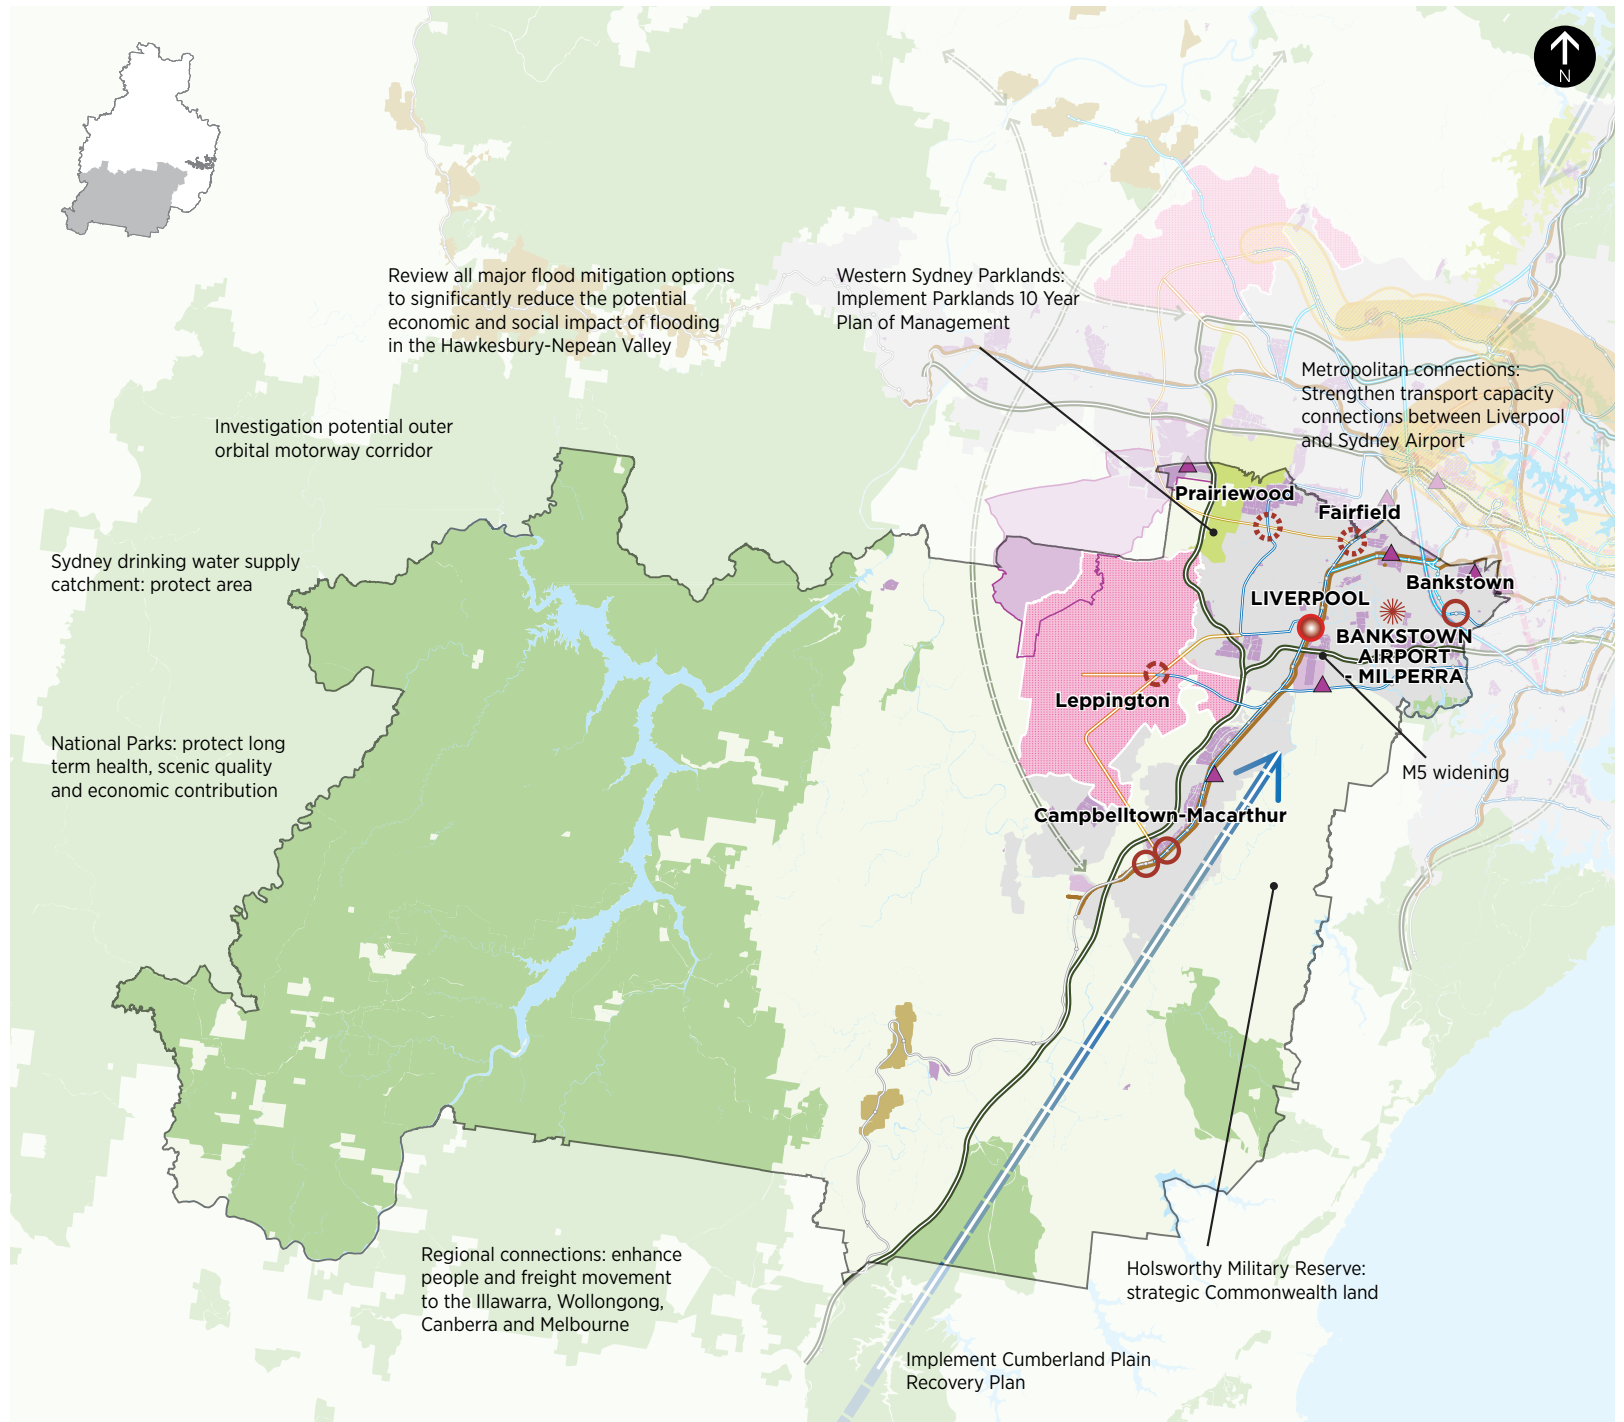 N
Review all major flood mitigation options
to significantly reduce the potential
economic and social impact of flooding
in the Hawkesbury-Nepean Valley
Western Sydney Parklands:
Implement Parklands 10 Year
Plan of Management
Metropolitan connections:
Strengthen transport capacity
connections between Liverpool
and Sydney Airport
Investigation potential outer
orbital motorway corridor
Prairiewood
Fairfield
Sydney drinking water supply
catchment: protect area
Bankstown
LIVERPOOL
BANKSTOWN
AIRPORT
- MILPERRA
Leppington
National Parks: protect long
term health, scenic quality
and economic contribution
M5 widening
Campbelltown-Macarthur
Regional connections: enhance
people and freight movement
to the Illawarra, Wollongong,
Canberra and Melbourne
Holsworthy Military Reserve:
strategic Commonwealth land
Implement Cumberland Plain
Recovery Plan